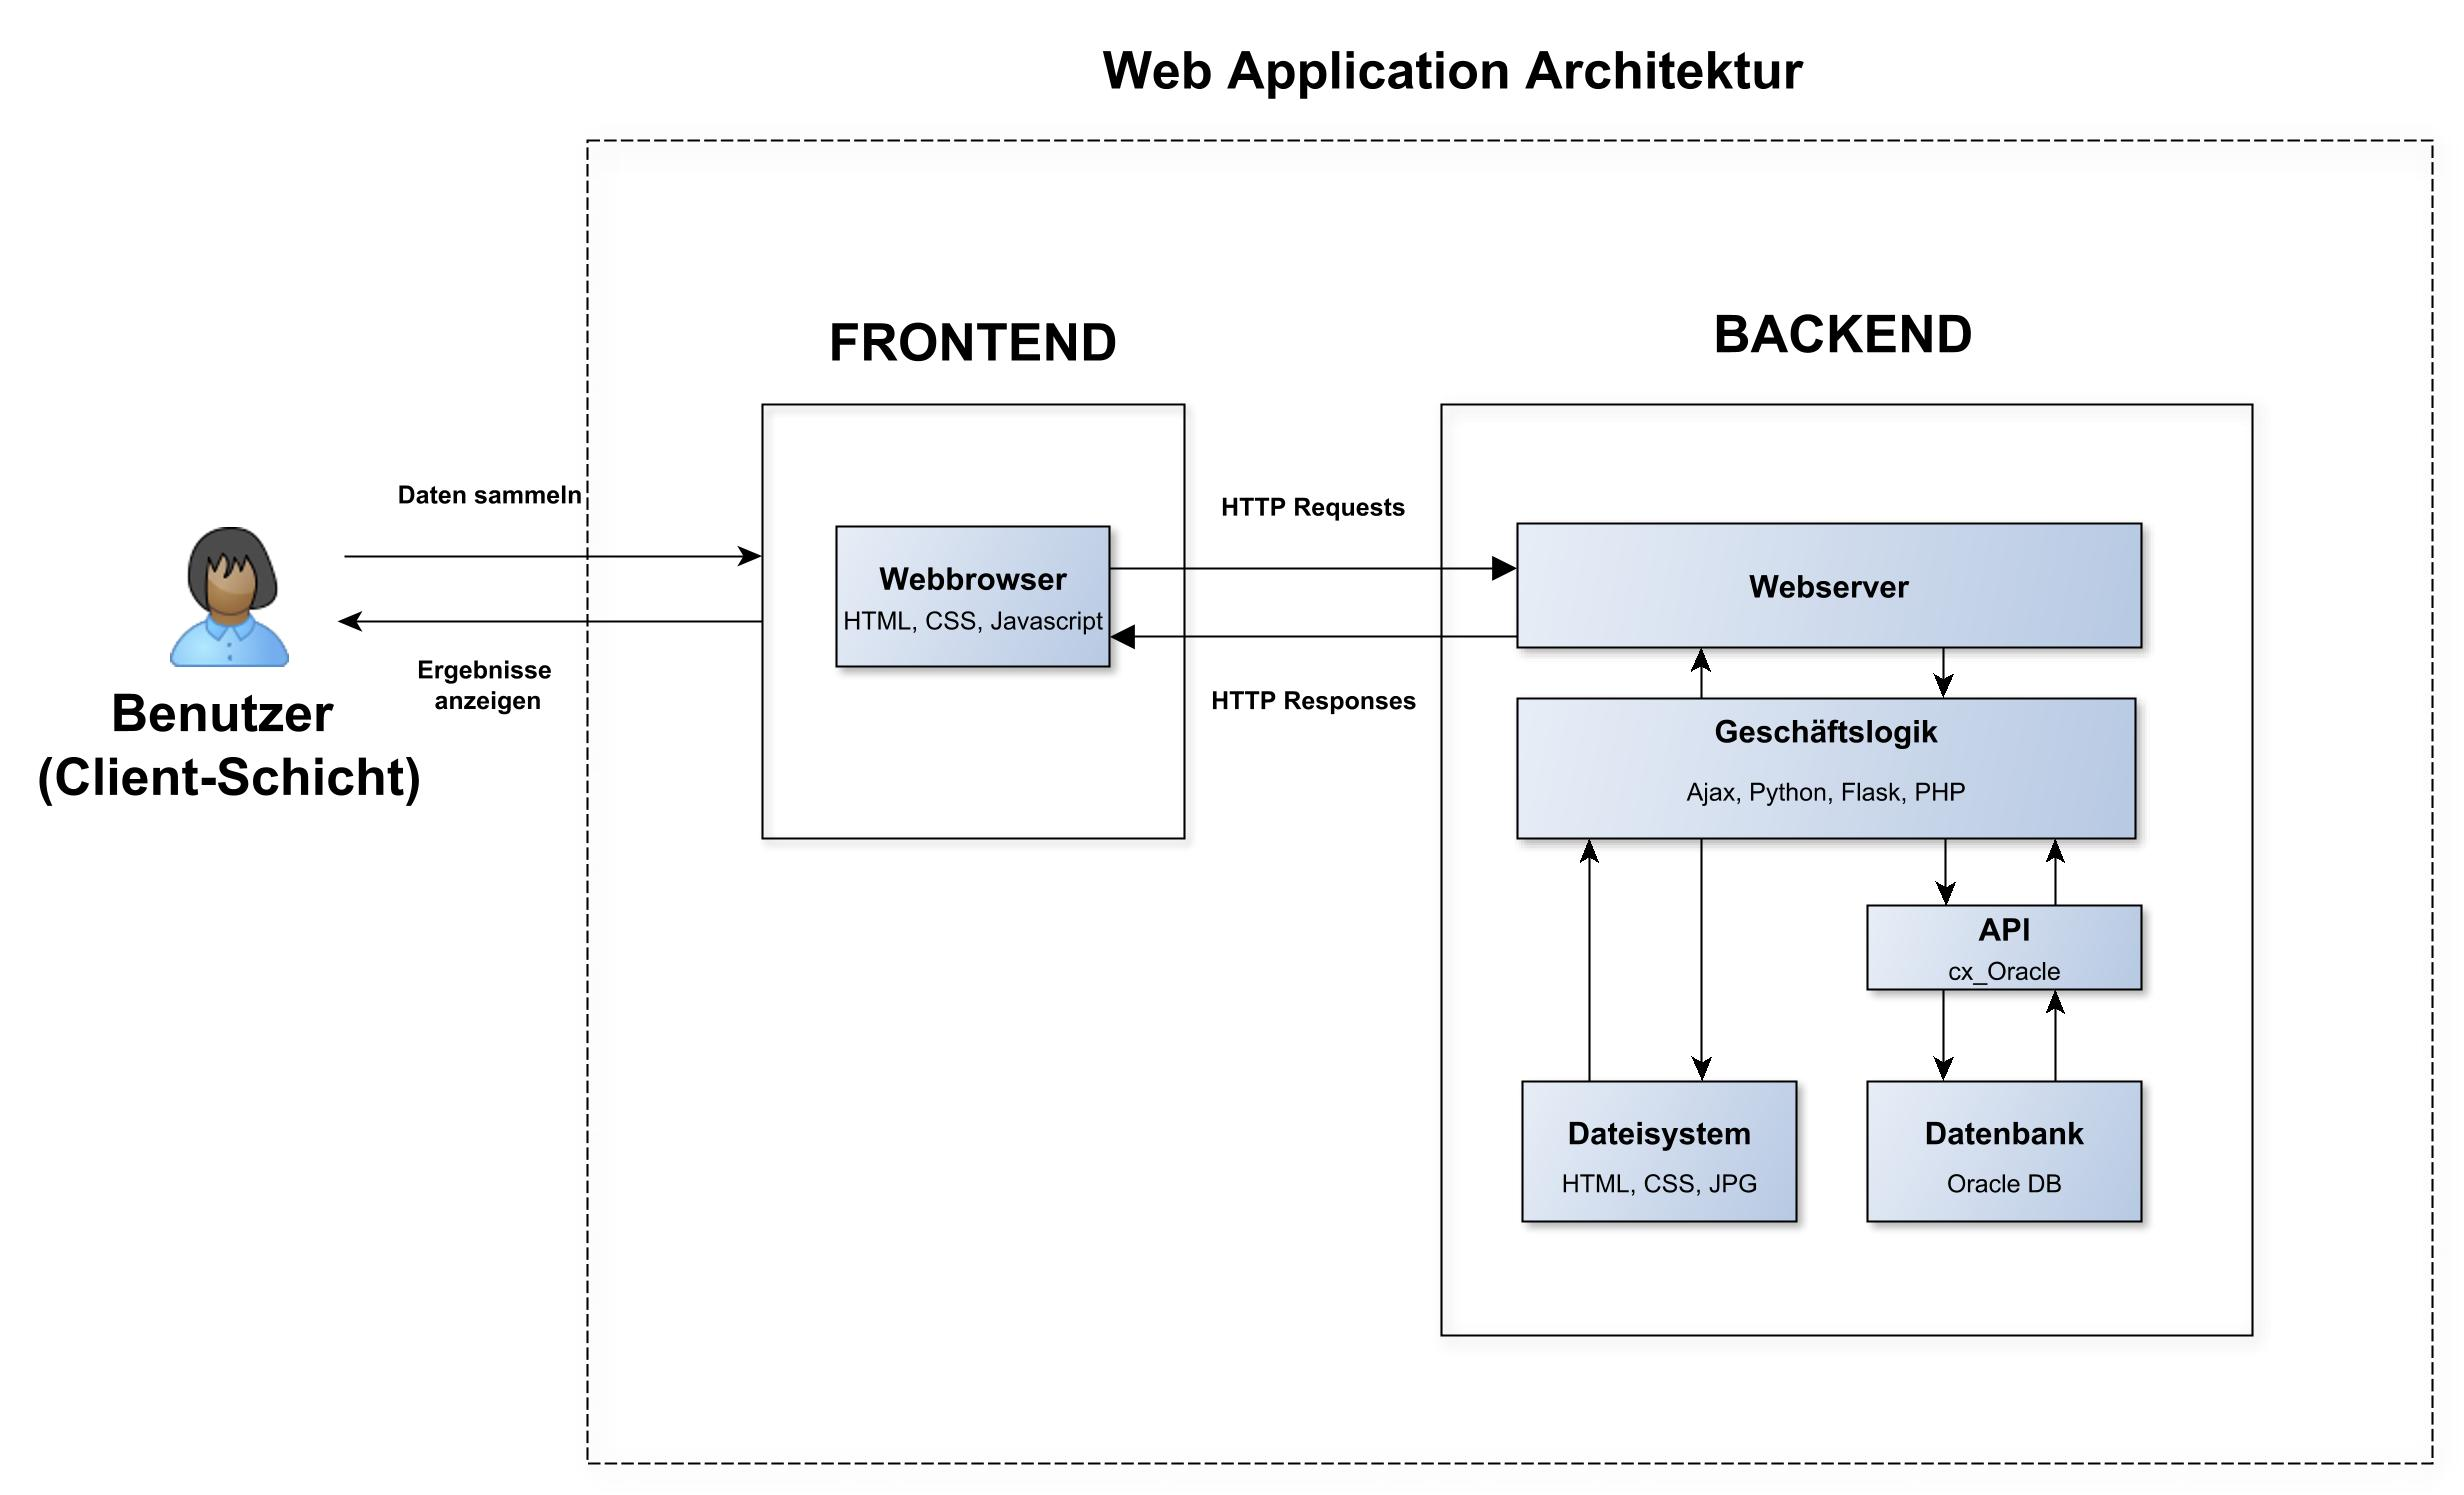 Web Application Architektur
FRONTEND
BACKEND
Daten sammeln
HTTP Requests
Webbrowser
HTML, CSS, Javascript
Webserver
Ergebnisse
anzeigen
HTTP Responses
Benutzer
(Client-Schicht)
Geschäftslogik
Ajax, Python, Flask, PHP
API
cx_Oracle
Dateisystem
HTML, CSS, JPG
Datenbank
Oracle DB